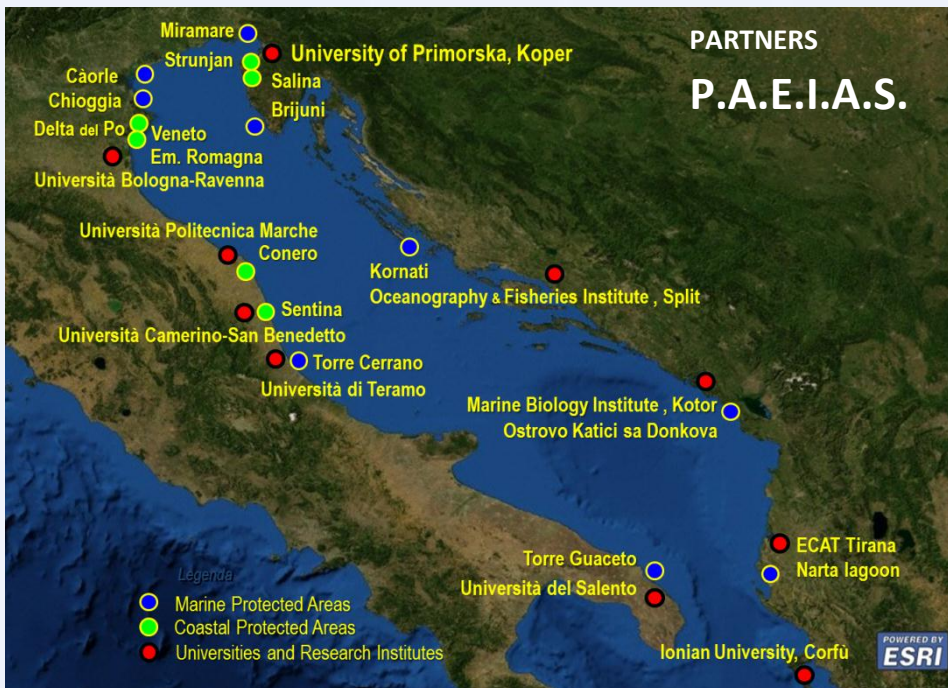 PARTNERS
P.A.E.I.A.S.
Miramare
University of Primorska, Koper
Strunjan
Salina
Càorle
Chioggia
Brijuni
Delta del Po
Veneto
Em. Romagna
Università Bologna-Ravenna
Università Politecnica Marche
Conero
Kornati
Oceanography & Fisheries Institute , Split
Sentina
Università Camerino-San Benedetto
Torre Cerrano
Università di Teramo
Marine Biology Institute , Kotor
Ostrovo Katici sa Donkova
ECAT Tirana
Narta lagoon
Torre Guaceto
Università del Salento
Ionian University, Corfù
Legenda
Marine Protected Areas
Coastal Protected Areas
Universities and Research Institutes
POWERED BY
ESRI